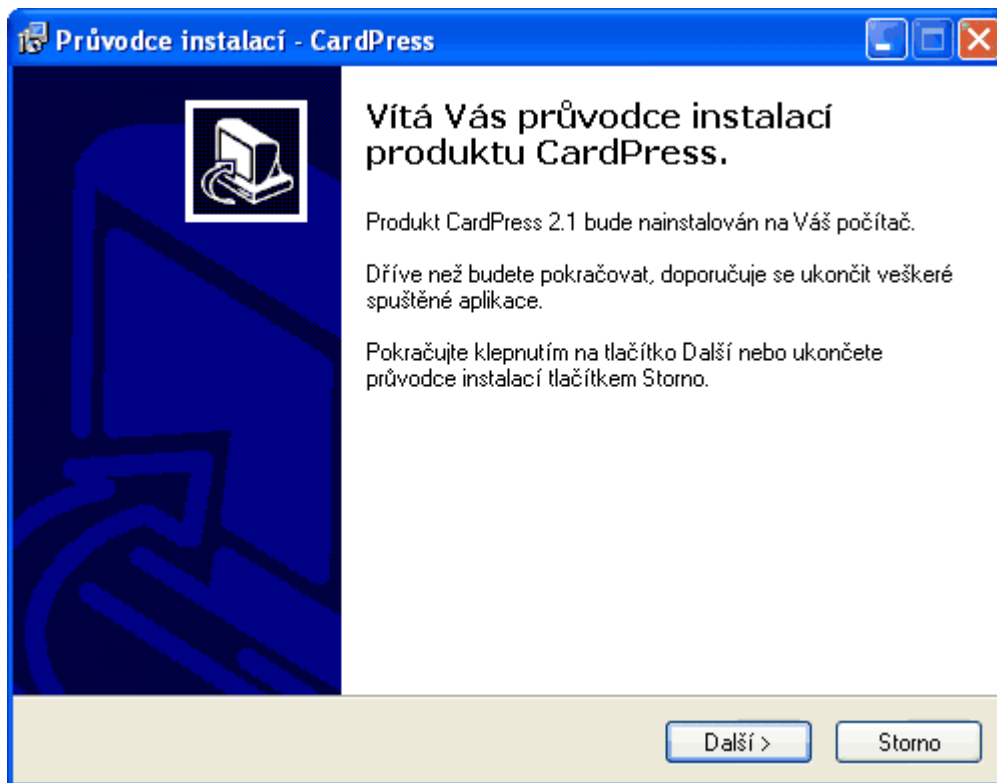 Průvodce instalací - CardPress
Vítá Vás průvodce instalací
produktu CardPress.
Produkt CardPress 2.1 bude nainstalován na Váš počítač.
Dříve než budete pokračovat, doporučuje se ukončit veškeré
spuštěné aplikace.
Pokračujte klepnutím na tlačítko Další nebo ukončete
průvodce instalací tlačítkem Storno.
Další >
Storno